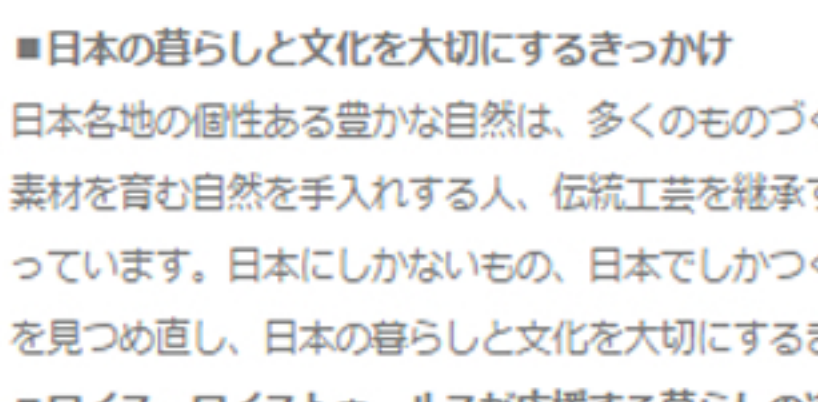 ■日本の暮らしと文化を大切にするきっかけ
日本各地の個性ある豊かな自然は、多くのものづ
素材を育む自然を手入れする人、伝統工芸を継承す
っています。日本にしかないもの、日本でしかつく
を見つめ直し、日本の暮らしと文化を大切にするき